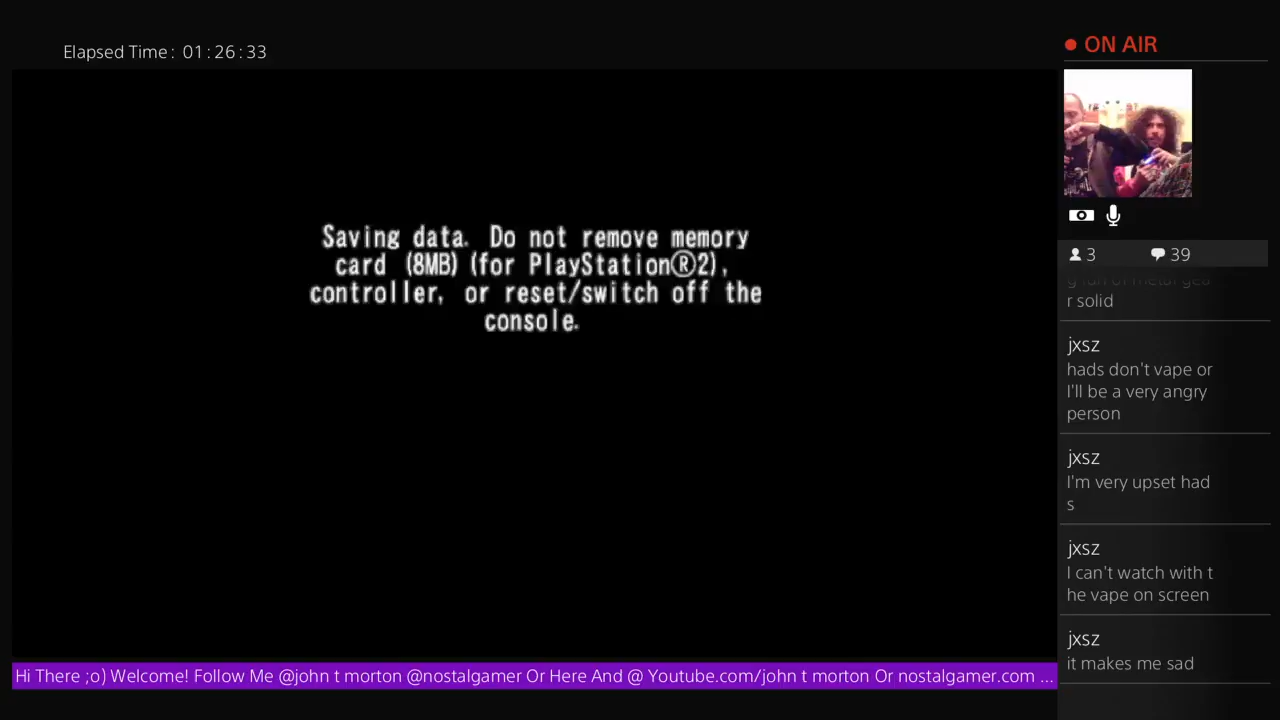 Elapsed Time: 01:26:33
ON AIR
Saving data. Do not remove memory
card (8MB) (for PlayStation®2),
controller, or reset/switch off the
console.
3
39
r solid
jxsz
hads don't vape or
I'll be a very angry
person
jxsz
I'm very upset had
s
jxsz
I can't watch with t
he vape on screen
jxsz
it makes me sad
Hi There ;o) Welcome! Follow Me @john t morton @nostalgamer Or Here And @ Youtube.com/john t morton Or nostalgamer.com ...